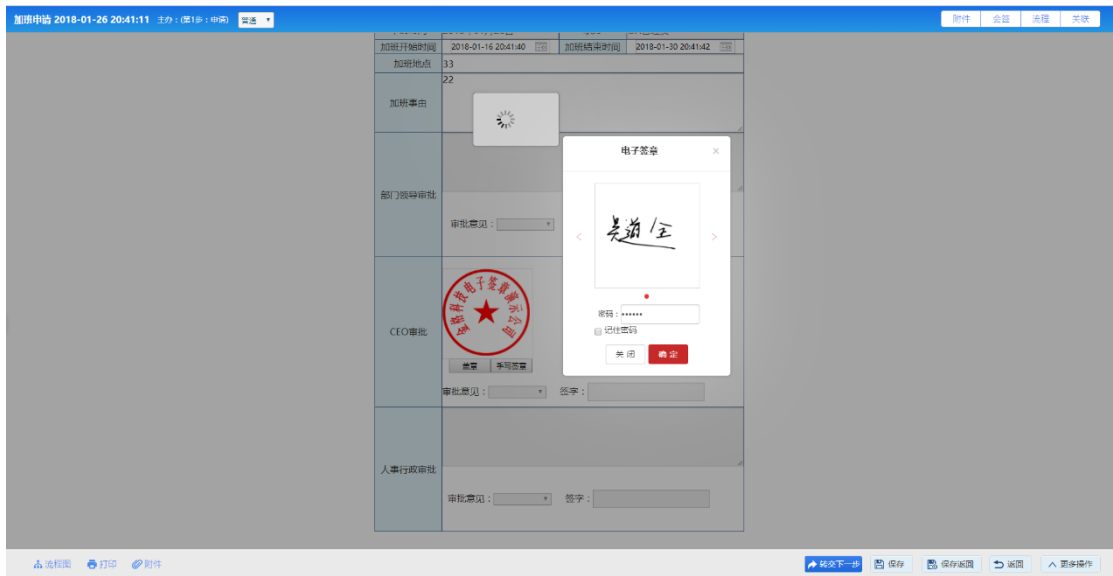 加班申请 2018-01-26 20:41:11 主办：(第1步：申请) 普通 附件 会签 流程 关联
加班开始时间 2018-01-16 20:41:40 加班结束时间 2018-01-30 20:41:42
加班地点 33
加班事由 22
电子签章 ×
部门领导审批
审批意见：
密码：••••••
记住密码
关闭 确定
CEO审批
盖章 手写签章
审批意见： 签字：
人事行政审批
审批意见： 签字：
流程图 打印 附件 转交下一步 保存 保存返回 返回 更多操作